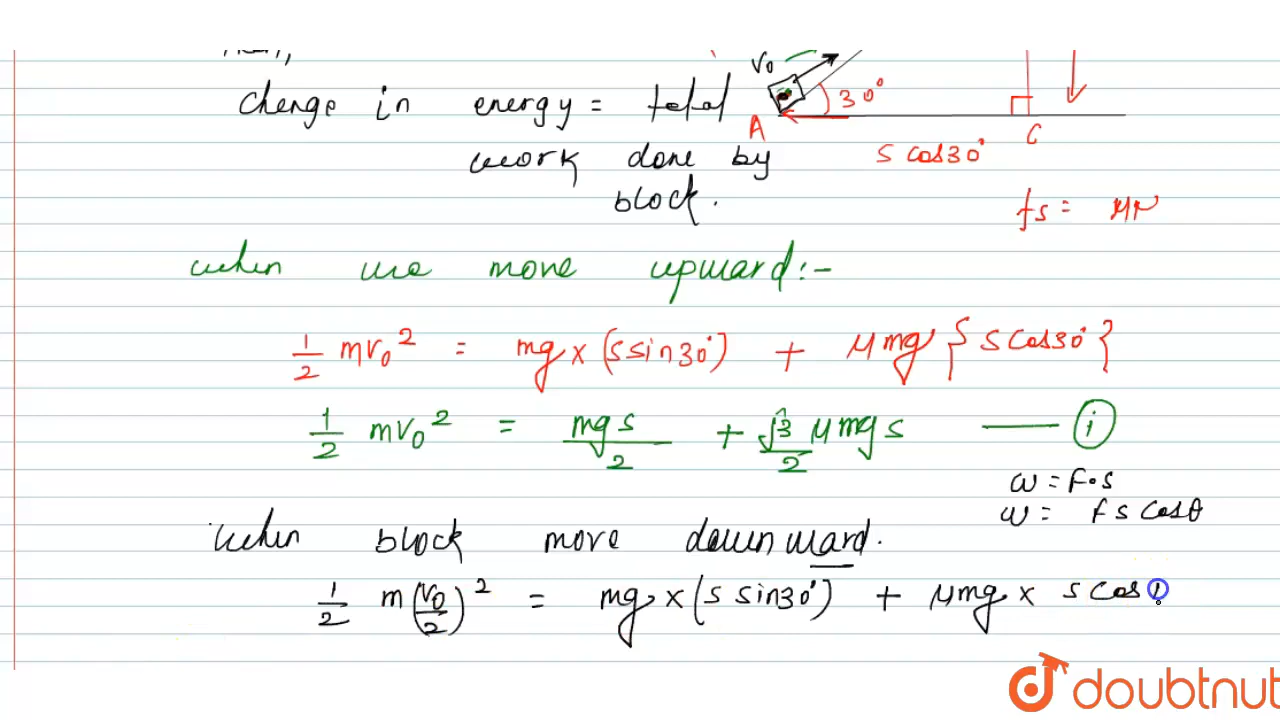 V₀
30°
Change in energy = total
A
C
work done by
S cos30°
block.
fs = μN
when we move upward:-
1/2 mv₀² = mg x (s sin30°) + μmg { s cos30° }
1/2 mv₀² = mgs/2 + √3/2 μmgs —— (i)
W = F·S
W = FS cosθ
when block move downward.
1/2 m(v₀/2)² = mg x (s sin30°) + μmg x s cos
doubtnut